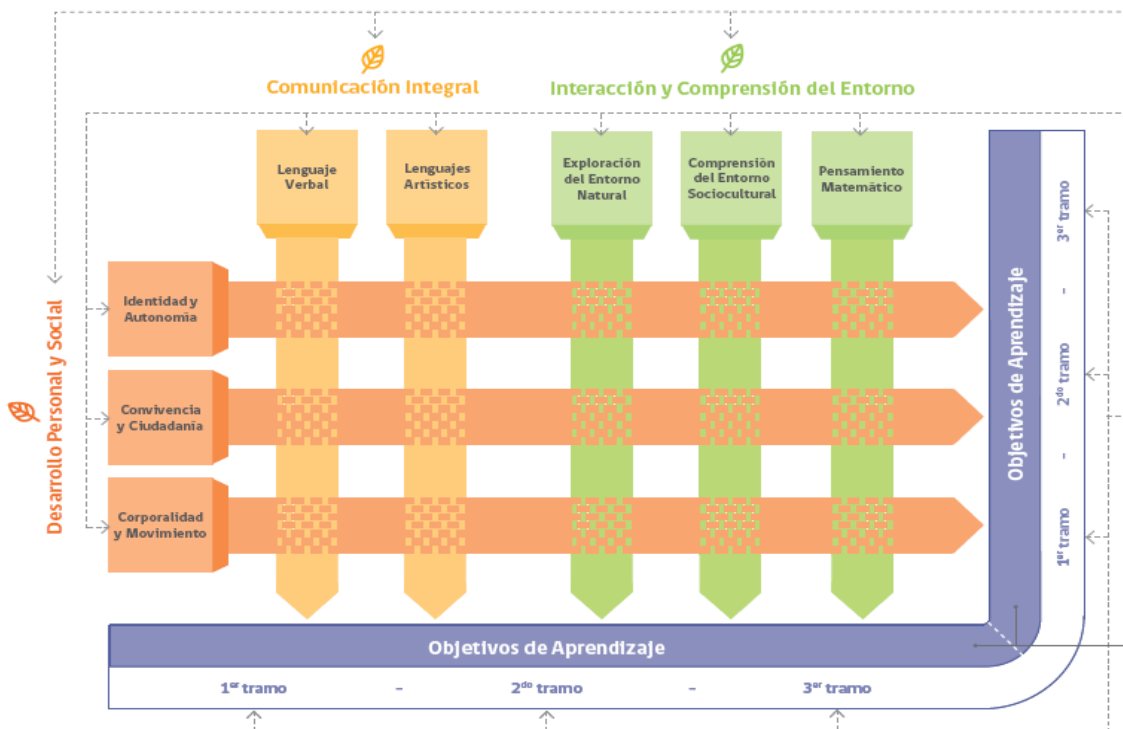 Comunicación Integral
Interacción y Comprensión del Entorno
Lenguaje
Verbal
Lenguajes
Artísticos
Exploración
del Entorno
Natural
Comprensión
del Entorno
Sociocultural
Pensamiento
Matemático
Desarrollo Personal y Social
Identidad y
Autonomía
Convivencia
y Ciudadanía
Corporalidad
y Movimiento
Objetivos de Aprendizaje
1er tramo - 2do tramo - 3er tramo
Objetivos de Aprendizaje
1er tramo - 2do tramo - 3er tramo